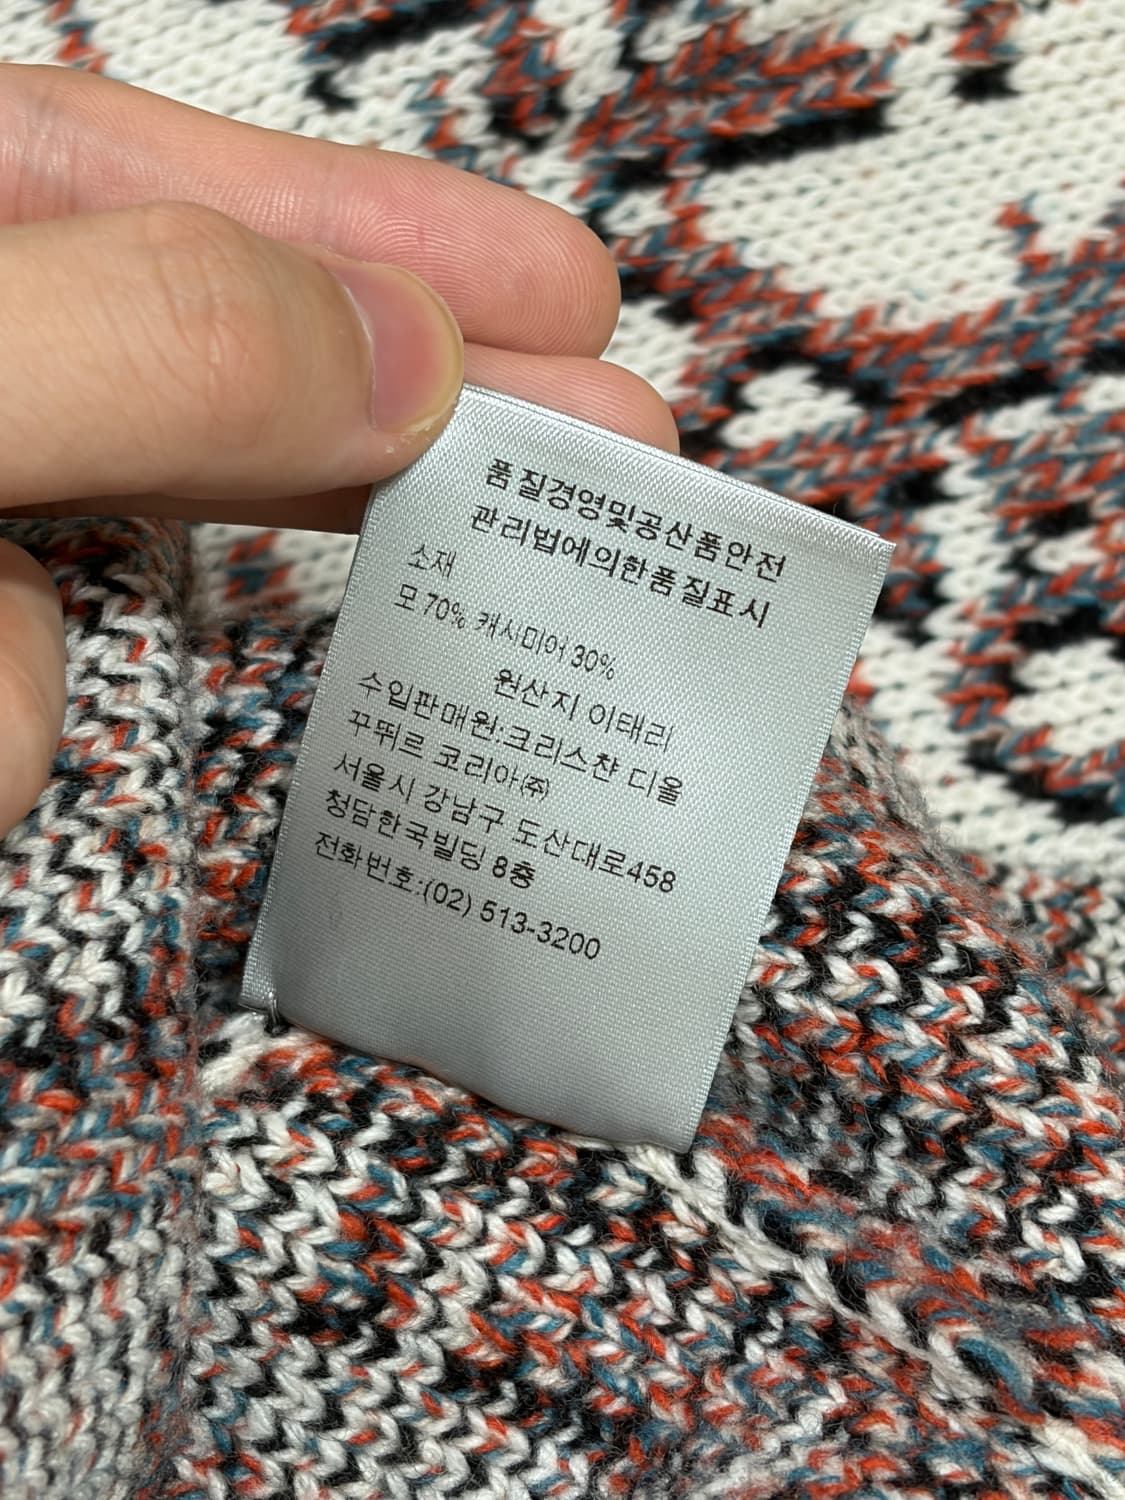 품질경영및공산품안전
관리법에의한품질표시
소재
모 70% 캐시미어 30%
원산지 이태리
수입판매원:크리스챤 디올
꾸뛰르 코리아(주)
서울시 강남구 도산대로458
청담한국빌딩 8층
전화번호:(02) 513-3200